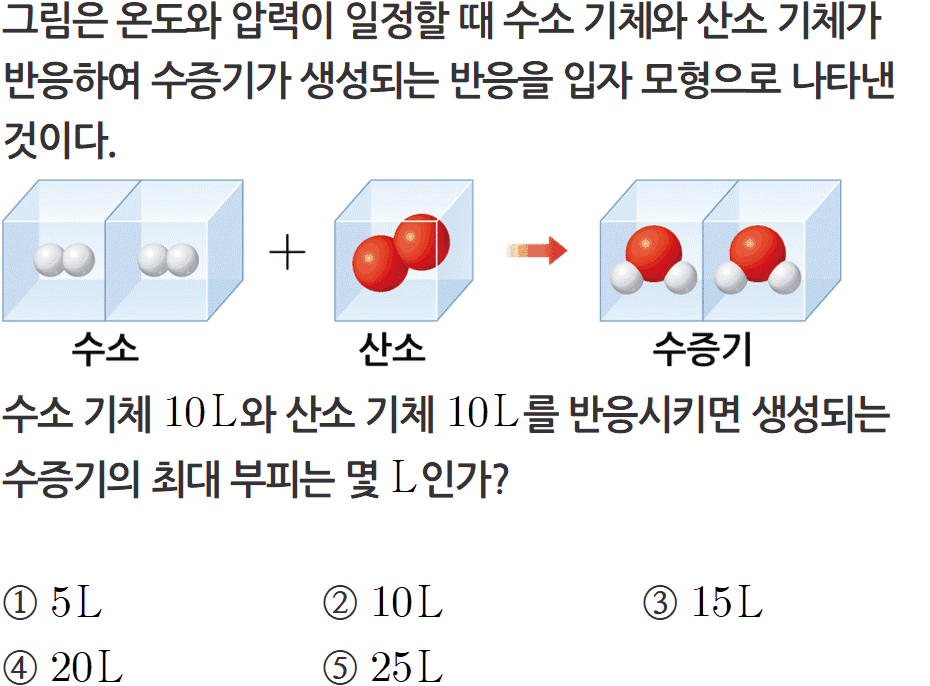 그림은 온도와 압력이 일정할 때 수소 기체와 산소 기체가
반응하여 수증기가 생성되는 반응을 입자 모형으로 나타낸
것이다.
+
수소 산소 수증기
수소 기체 10L와 산소 기체 10L를 반응시키면 생성되는
수증기의 최대 부피는 몇 L인가?
① 5L ② 10L ③ 15L
④ 20L ⑤ 25L